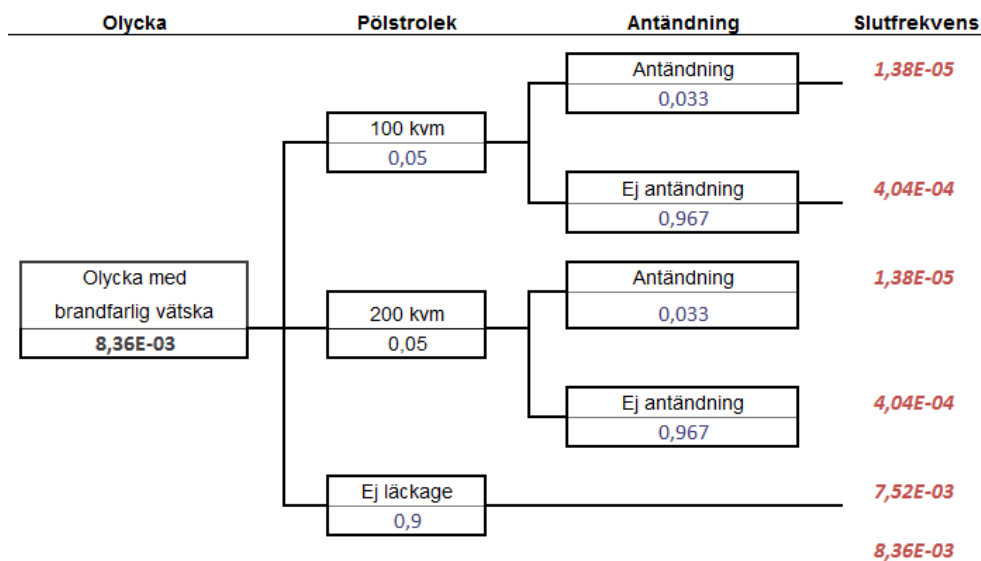 Olycka Pölstrolek Antändning Slutfrekvens
Antändning 1,38E-05
0,033
100 kvm
0,05
Ej antändning 4,04E-04
0,967
Olycka med Antändning 1,38E-05
brandfarlig vätska 200 kvm 0,033
8,36E-03 0,05
Ej antändning 4,04E-04
0,967
Ej läckage 7,52E-03
0,9
8,36E-03